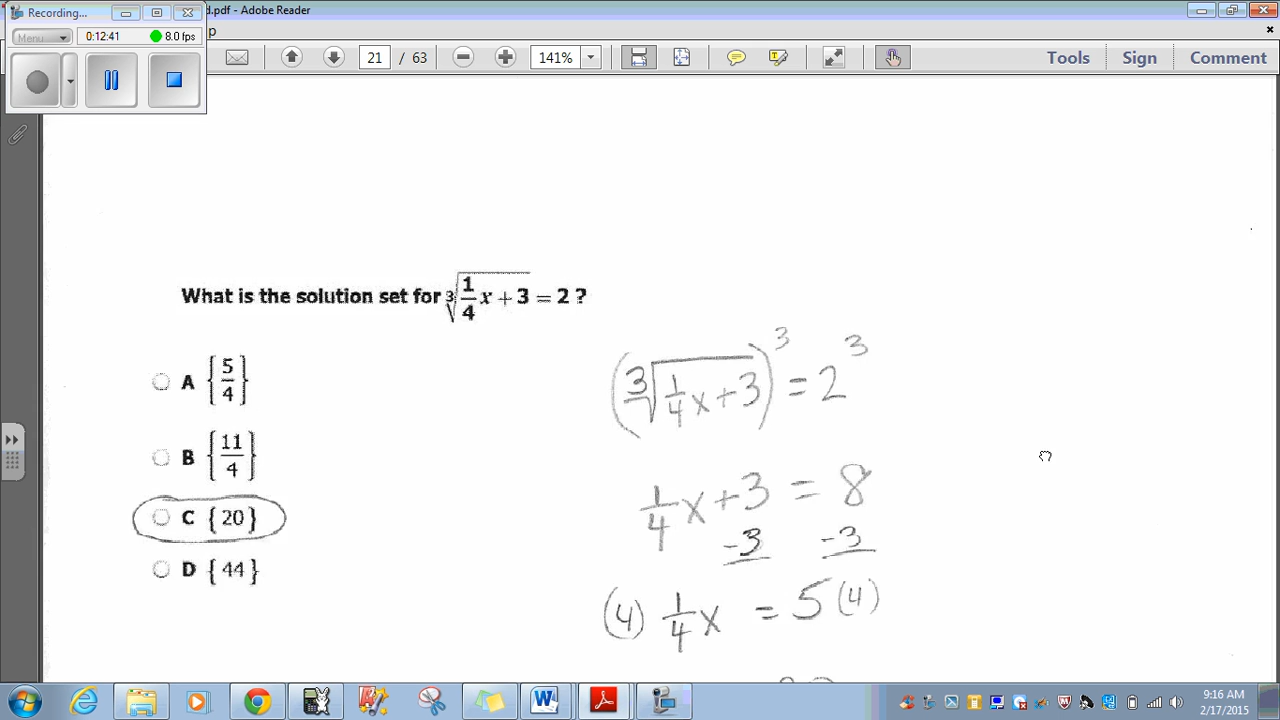 Recording...
d.pdf - Adobe Reader
Menu
0:12:41
8.0 fps
p
21 / 63
141%
Tools
Sign
Comment
What is the solution set for ∛(1/4 x + 3) = 2 ?
A {5/4}
B {11/4}
C {20}
D {44}
(∛(1/4 x + 3))³ = 2³
1/4 x + 3 = 8
-3 -3
(4) 1/4 x = 5 (4)
9:16 AM
2/17/2015